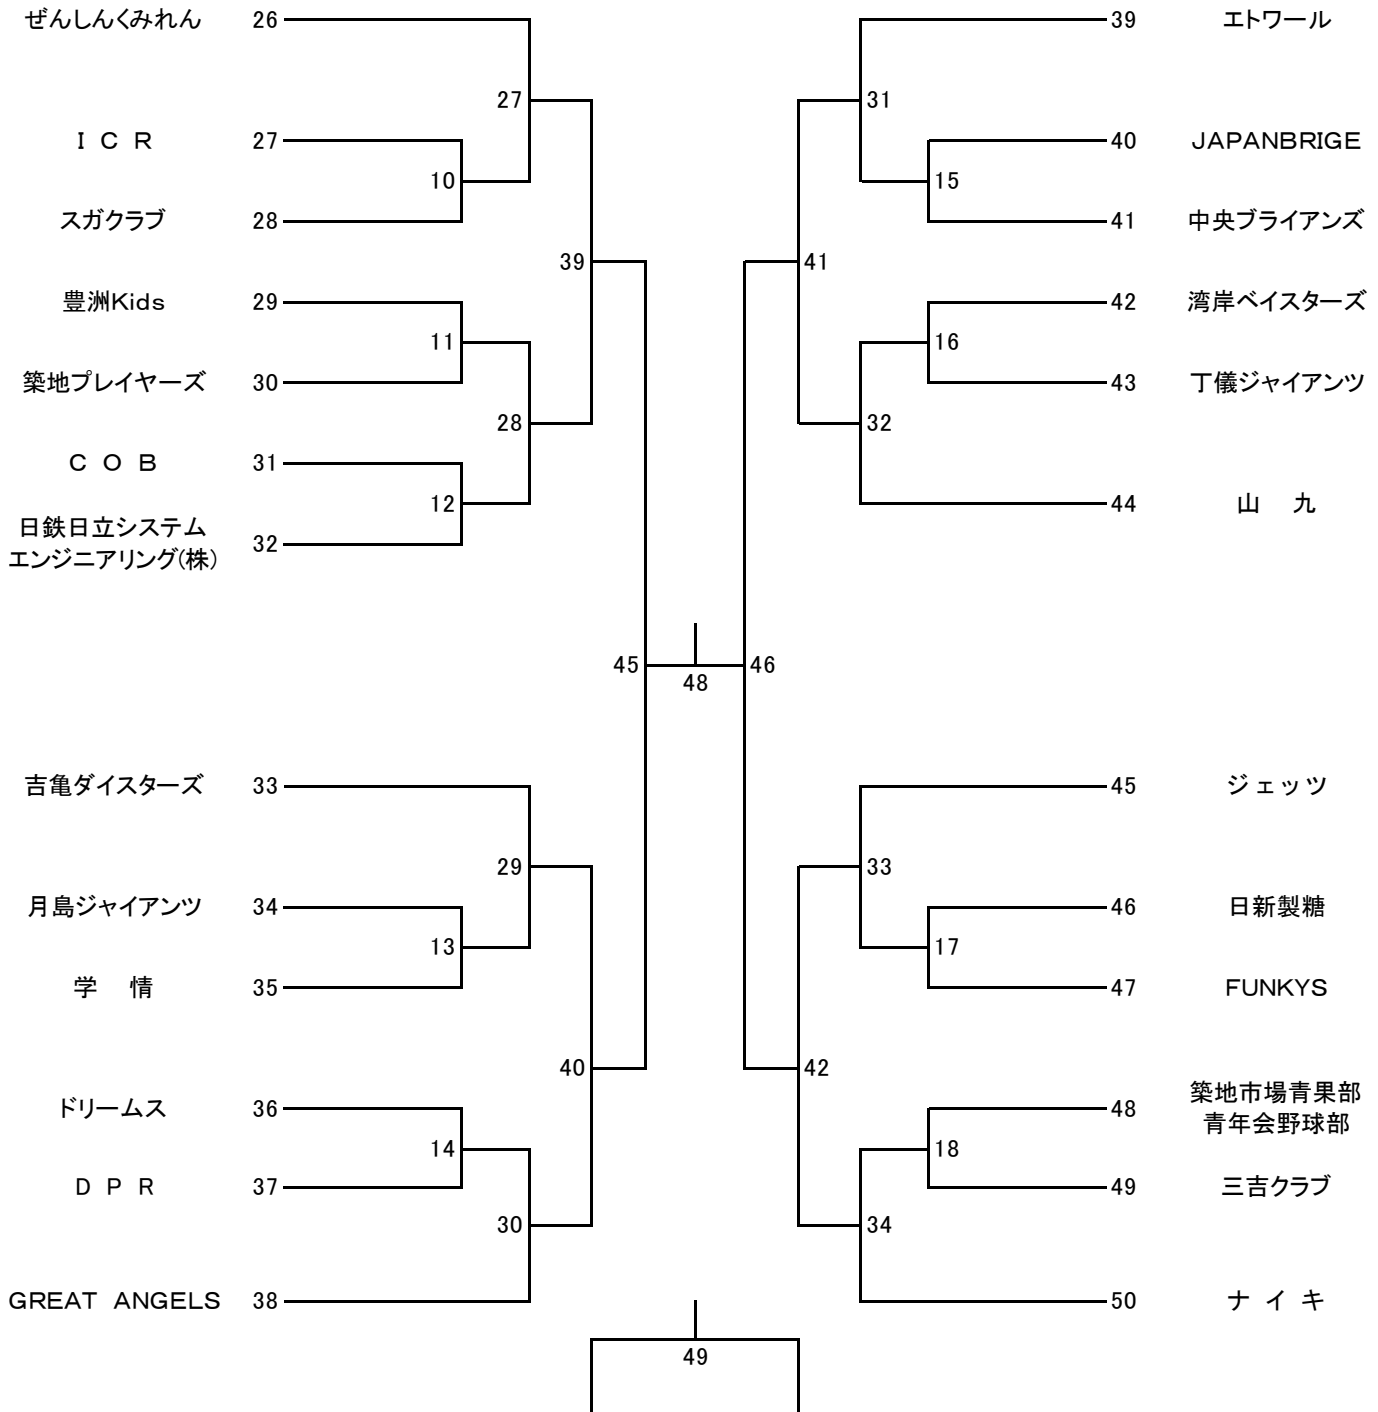 ぜんしんくみれん 26
27
I C R 27
10
スガクラブ 28
39
豊洲Kids 29
11
築地プレイヤーズ 30
28
C O B 31
12
日鉄日立システム
エンジニアリング(株) 32
45
吉亀ダイスターズ 33
29
月島ジャイアンツ 34
13
学 情 35
40
ドリームス 36
14
D P R 37
30
GREAT ANGELS 38
48
49
39 エトワール
31
40 JAPANBRIGE
15
41 中央ブライアンズ
41
42 湾岸ベイスターズ
16
43 丁儀ジャイアンツ
32
44 山 九
46
45 ジェッツ
33
46 日新製糖
17
47 FUNKYS
42
48 築地市場青果部
青年会野球部
18
49 三吉クラブ
34
50 ナ イ キ